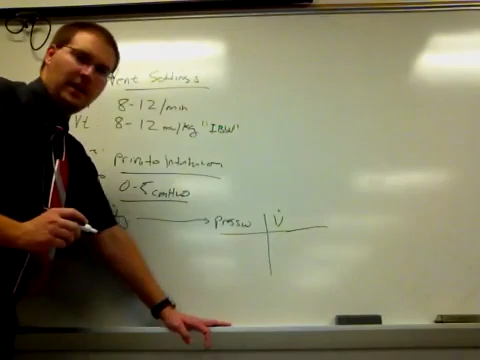 Vent Settings
8-12/min
Vt 8-12 mL/kg "IBW"
Prior to Intubation
0-5 cmH2O
Pressure V̇